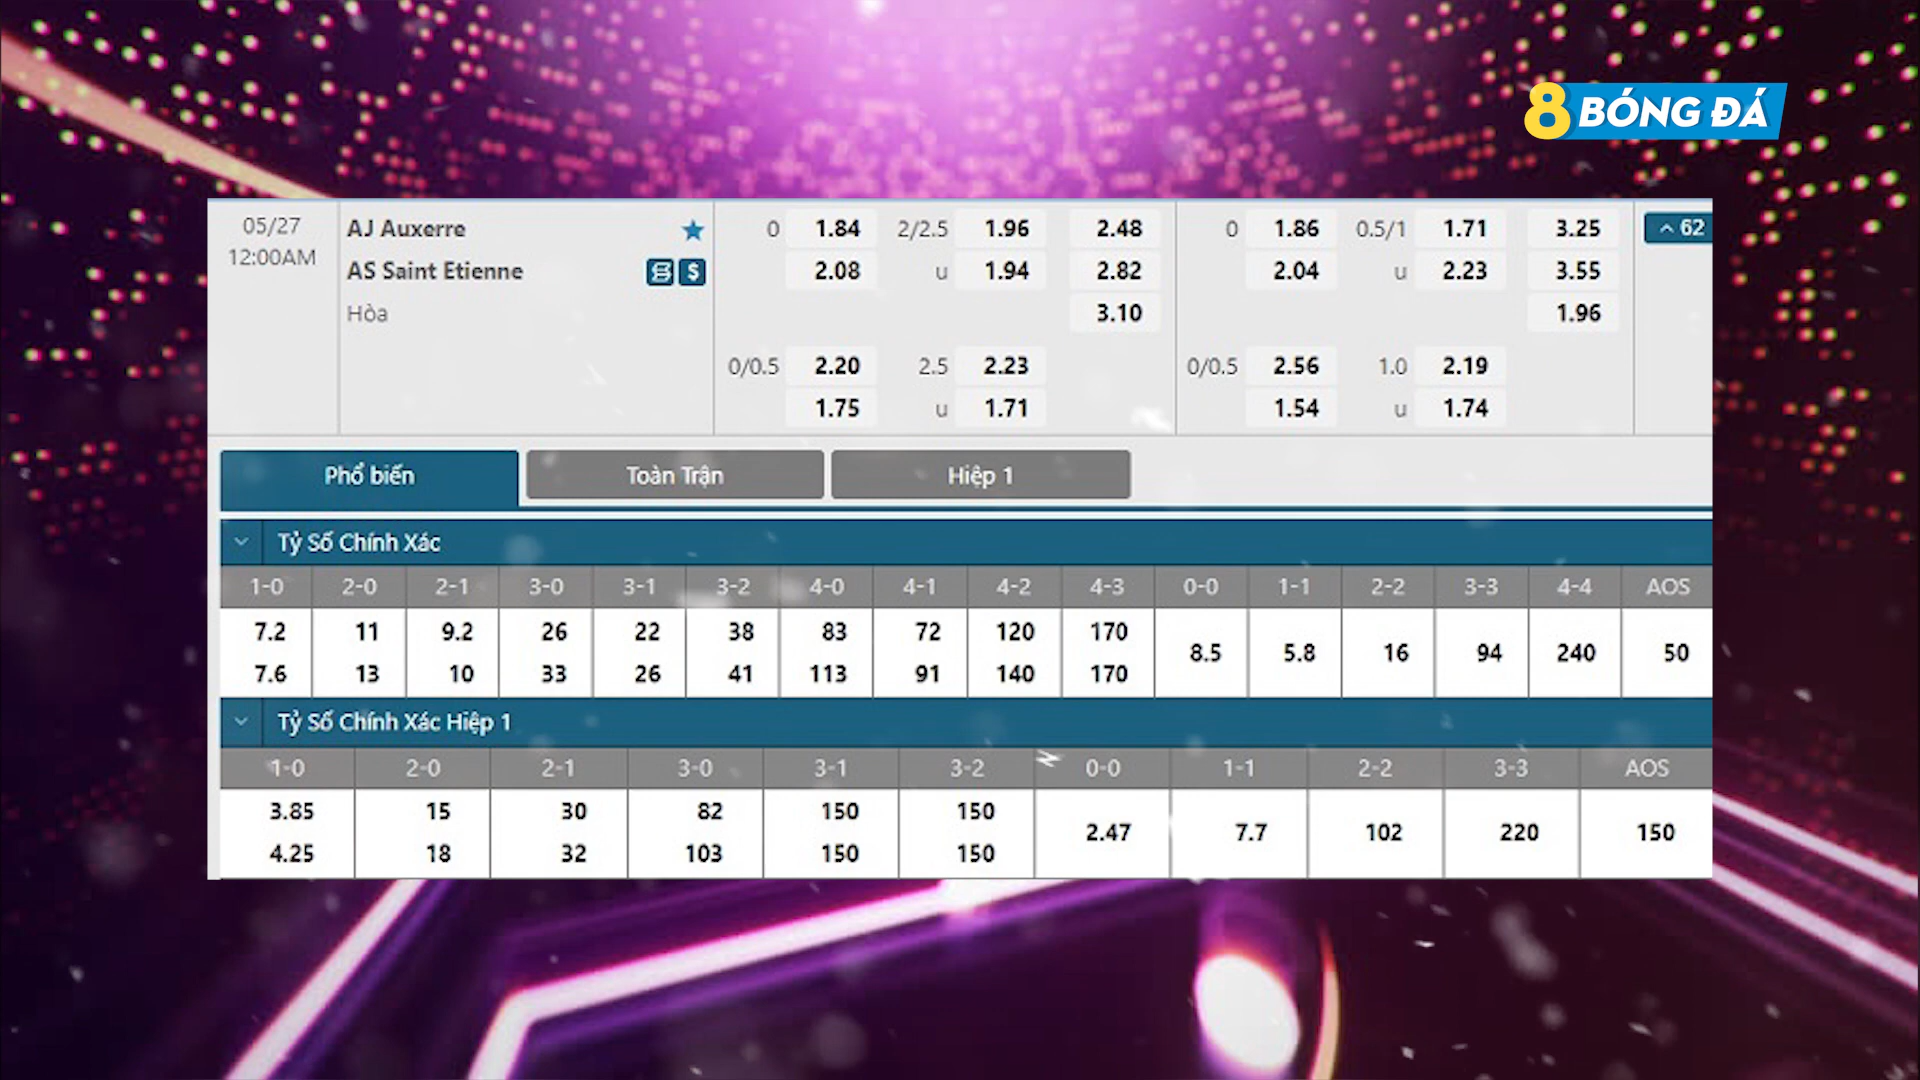 8 BÓNG ĐÁ
05/27 AJ Auxerre 0 1.84 2/2.5 1.96 2.48 0 1.86 0.5/1 1.71 3.25 62
12:00AM AS Saint Etienne $ 2.08 u 1.94 2.82 2.04 u 2.23 3.55
Hòa 3.10 1.96
0/0.5 2.20 2.5 2.23 0/0.5 2.56 1.0 2.19
1.75 u 1.71 1.54 u 1.74
Phổ biến Toàn Trận Hiệp 1
Tỷ Số Chính Xác
1-0 2-0 2-1 3-0 3-1 3-2 4-0 4-1 4-2 4-3 0-0 1-1 2-2 3-3 4-4 AOS
7.2 11 9.2 26 22 38 83 72 120 170
8.5 5.8 16 94 240 50
7.6 13 10 33 26 41 113 91 140 170
Tỷ Số Chính Xác Hiệp 1
1-0 2-0 2-1 3-0 3-1 3-2 0-0 1-1 2-2 3-3 AOS
3.85 15 30 82 150 150
2.47 7.7 102 220 150
4.25 18 32 103 150 150